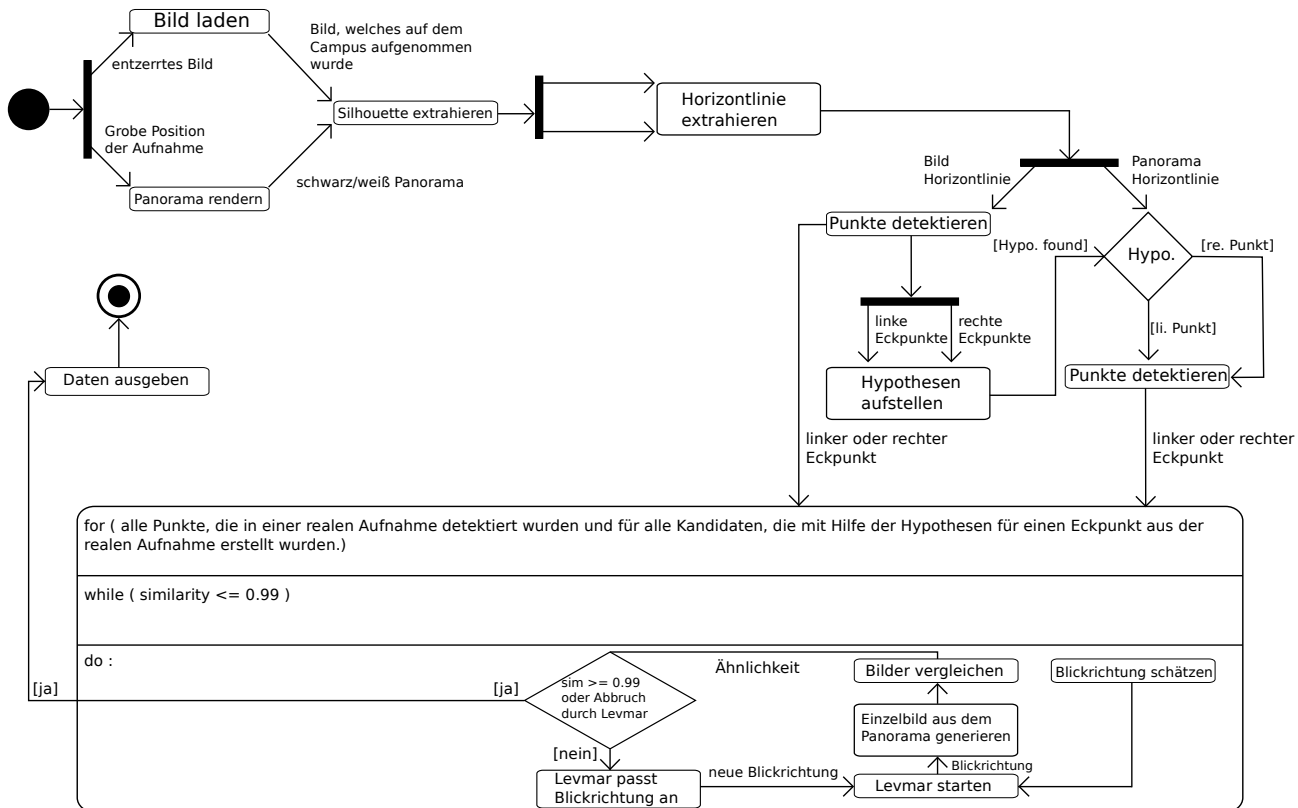 Bild laden
Bild, welches auf dem
Campus aufgenommen
wurde
entzerrtes Bild
Silhouette extrahieren
Grobe Position
der Aufnahme
Panorama rendern
schwarz/weiß Panorama
Horizontlinie
extrahieren
Bild
Horizontlinie
Panorama
Horizontlinie
Punkte detektieren
[Hypo. found]
Hypo.
[re. Punkt]
linke
Eckpunkte
rechte
Eckpunkte
[li. Punkt]
Hypothesen
aufstellen
Punkte detektieren
Daten ausgeben
linker oder rechter
Eckpunkt
linker oder rechter
Eckpunkt
for ( alle Punkte, die in einer realen Aufnahme detektiert wurden und für alle Kandidaten, die mit Hilfe der Hypothesen für einen Eckpunkt aus der
realen Aufnahme erstellt wurden.)
while ( similarity <= 0.99 )
do :
[ja]
[ja]
sim >= 0.99
oder Abbruch
durch Levmar
Ähnlichkeit
Bilder vergleichen
Blickrichtung schätzen
Einzelbild aus dem
Panorama generieren
[nein]
Blickrichtung
Levmar passt
Blickrichtung an
neue Blickrichtung
Levmar starten